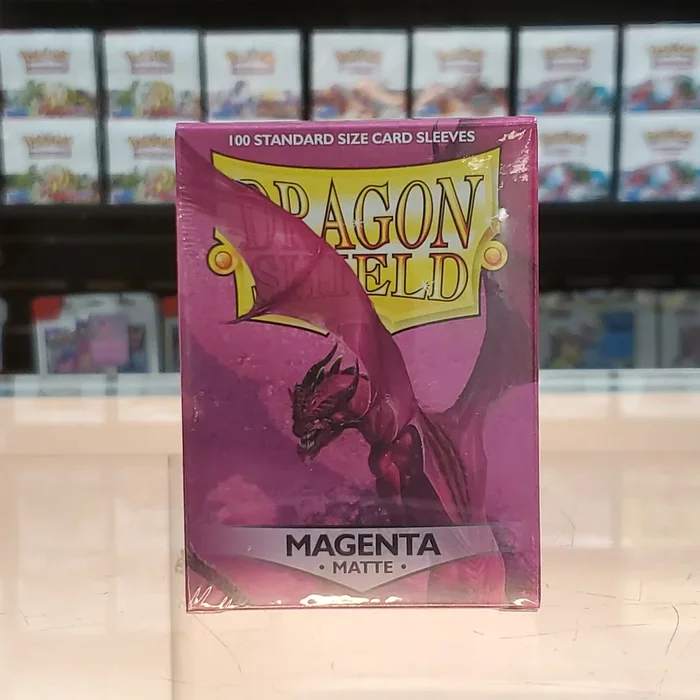 100 STANDARD SIZE CARD SLEEVES
DRAGON
SHIELD
MAGENTA
• MATTE •